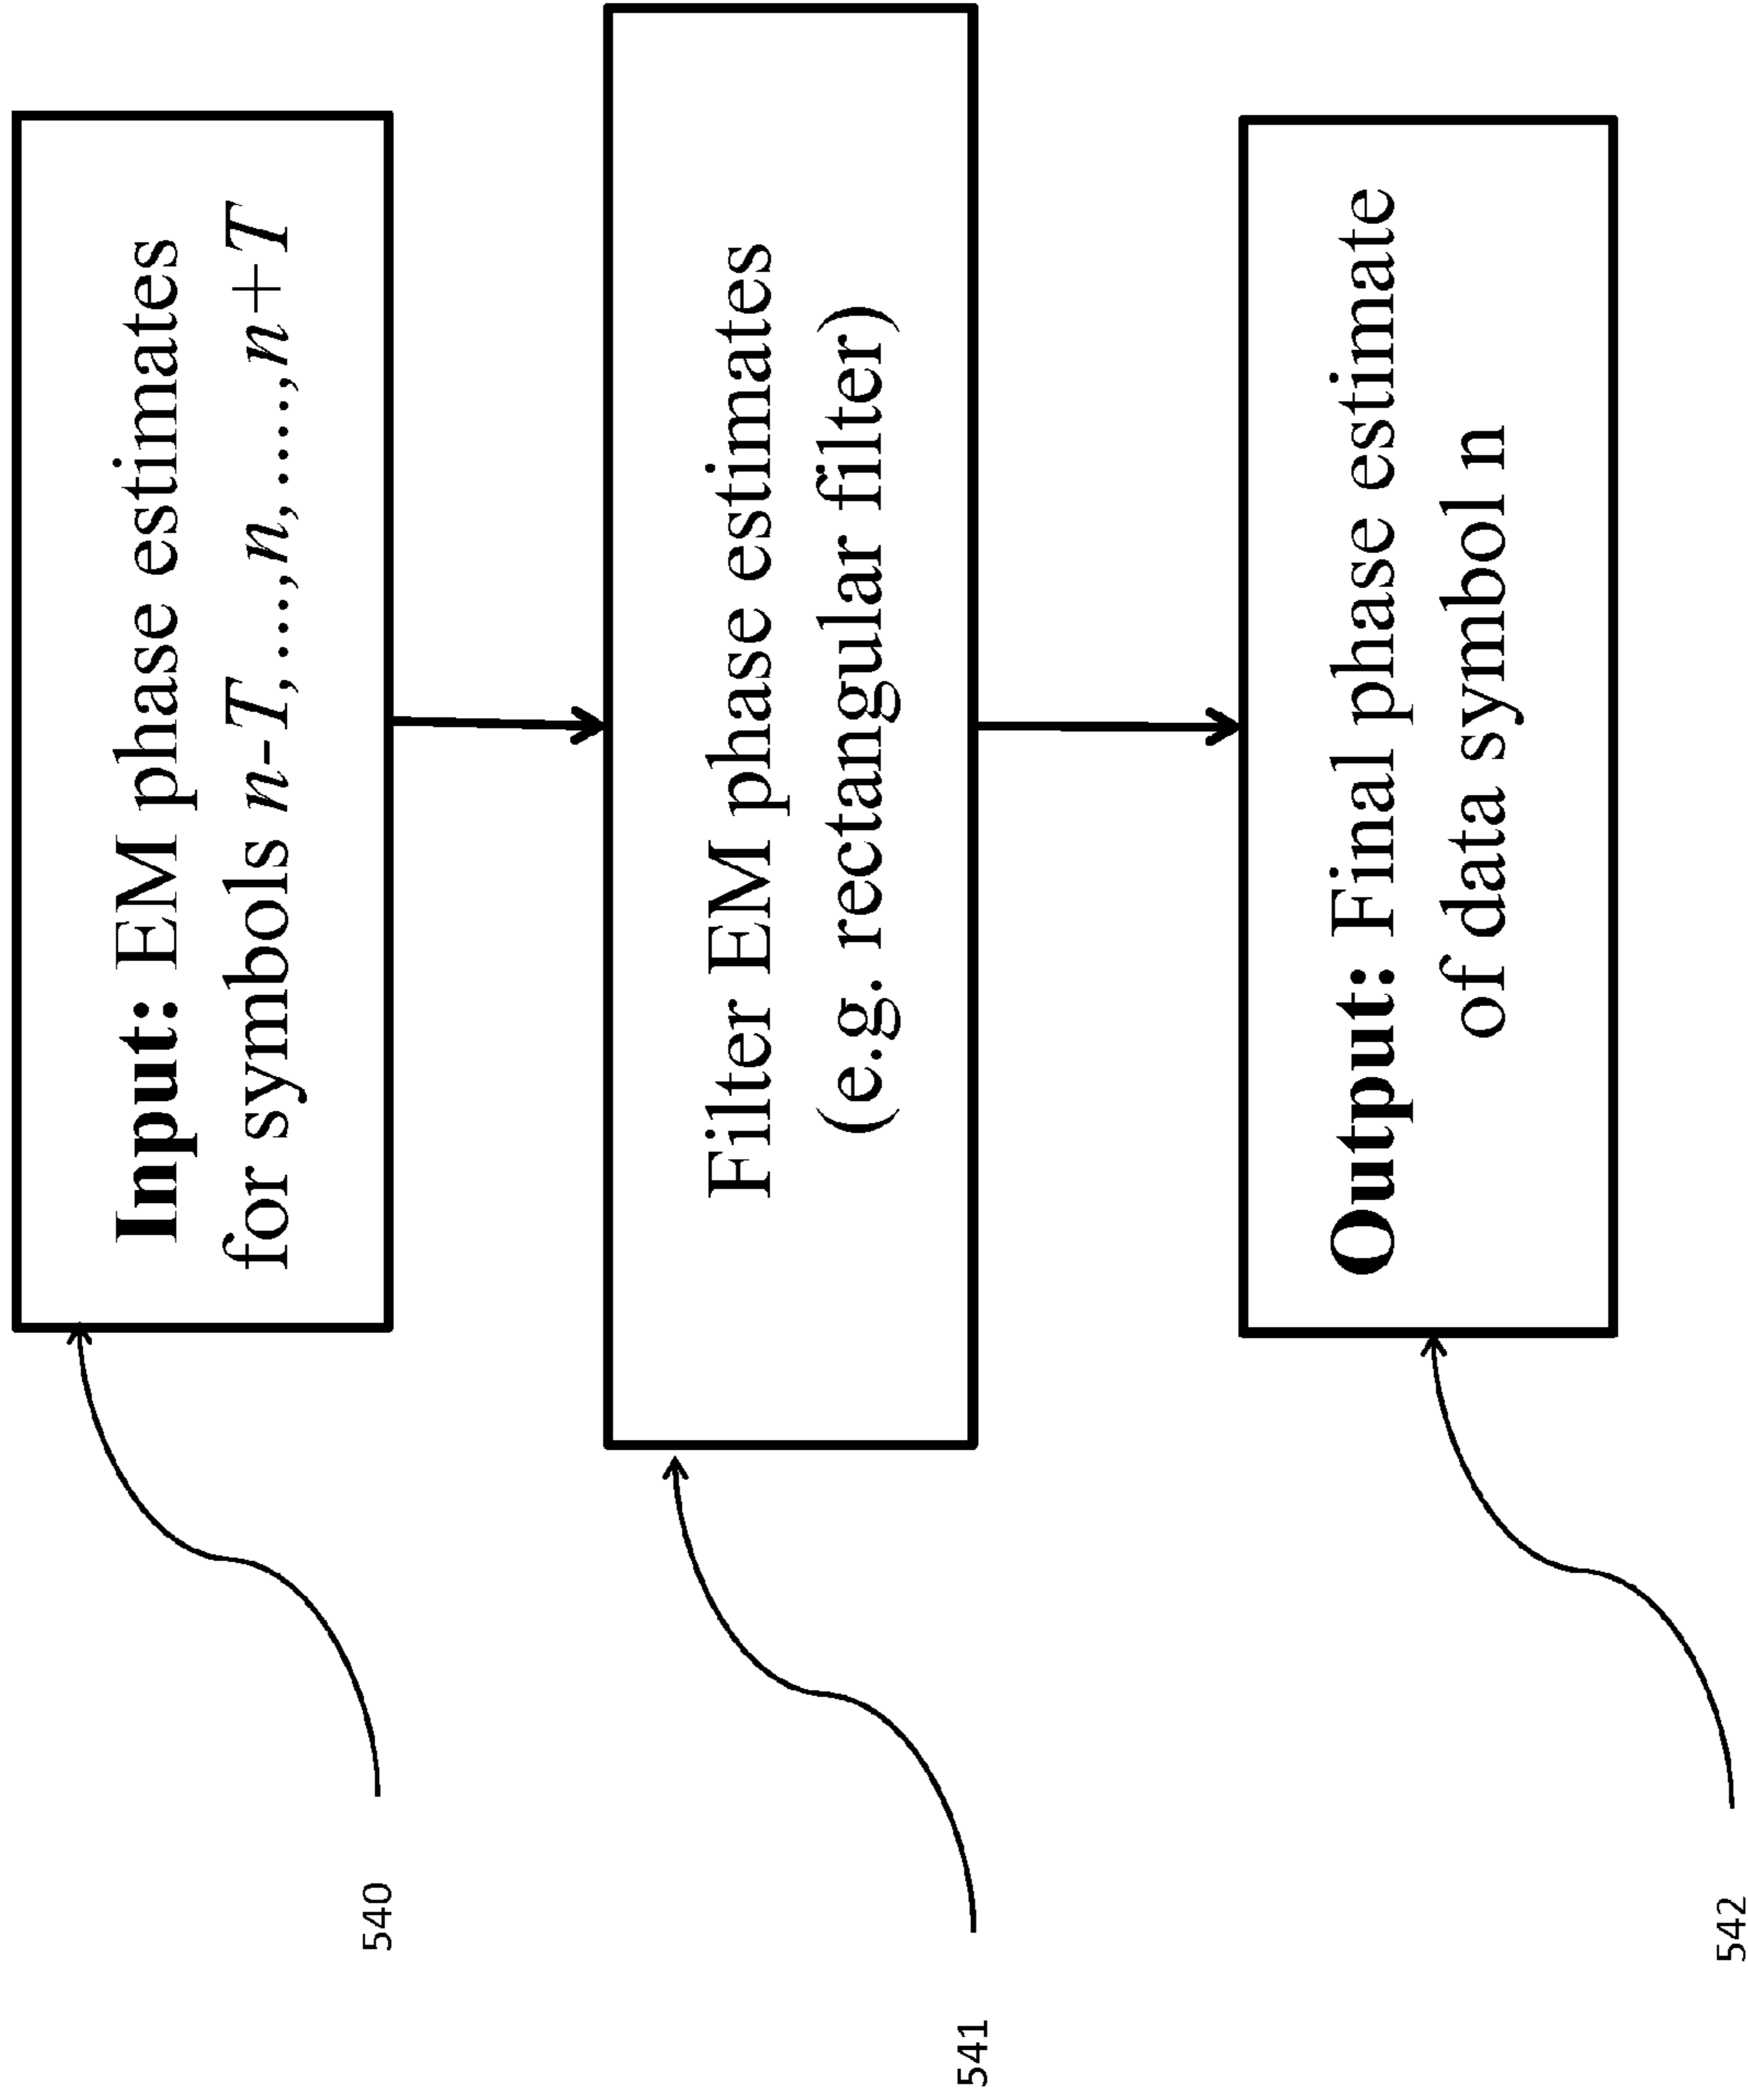 Input: EM phase estimates
for symbols n-T,...,n,....,n+T
540
Filter EM phase estimates
(e.g. rectangular filter)
541
Output: Final phase estimate
of data symbol n
542